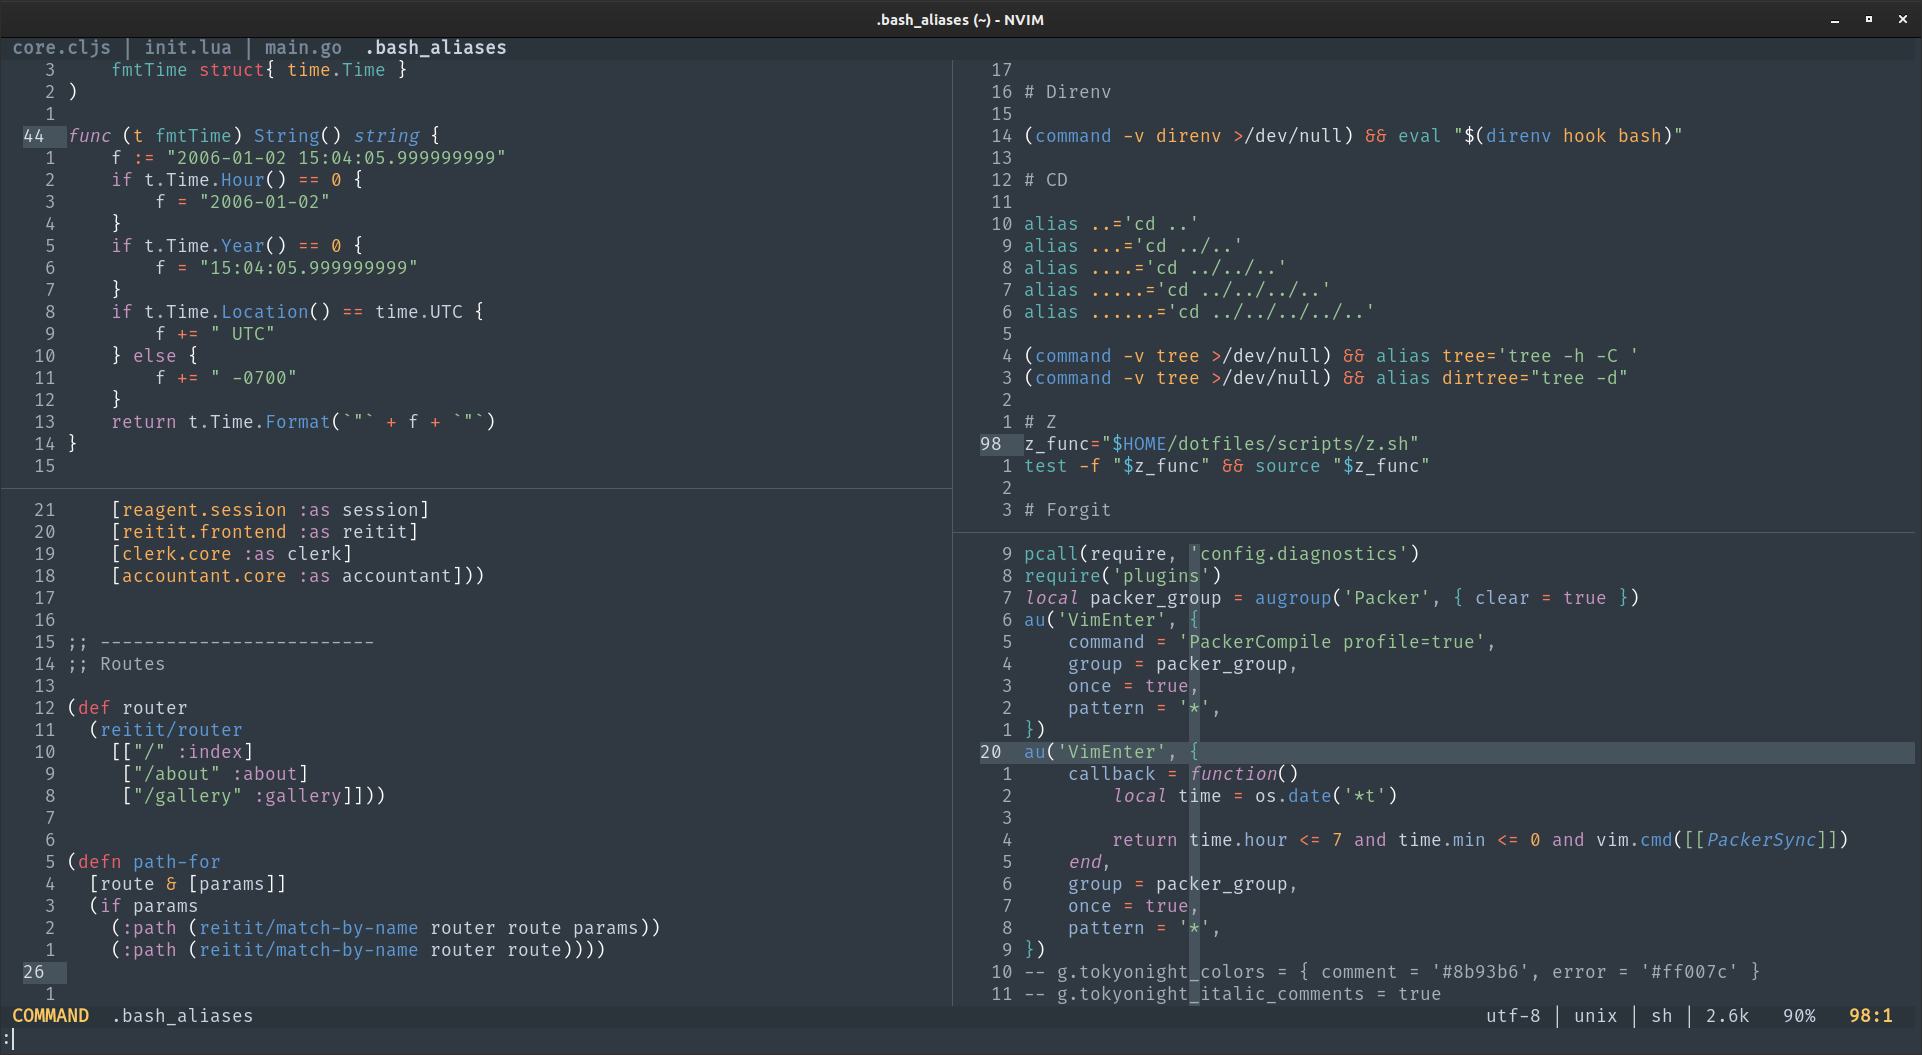 .bash_aliases (~) - NVIM
core.cljs | init.lua | main.go .bash_aliases
3     fmtTime struct{ time.Time }
2 )
1
44 func (t fmtTime) String() string {
1     f := "2006-01-02 15:04:05.999999999"
2     if t.Time.Hour() == 0 {
3         f = "2006-01-02"
4     }
5     if t.Time.Year() == 0 {
6         f = "15:04:05.999999999"
7     }
8     if t.Time.Location() == time.UTC {
9         f += " UTC"
10     } else {
11         f += " -0700"
12     }
13     return t.Time.Format(`"` + f + `"`)
14 }
15
21     [reagent.session :as session]
20     [reitit.frontend :as reitit]
19     [clerk.core :as clerk]
18     [accountant.core :as accountant]))
17
16
15 ;; -------------------------
14 ;; Routes
13
12 (def router
11   (reitit/router
10     [["/" :index]
9      ["/about" :about]
8      ["/gallery" :gallery]]))
7
6
5 (defn path-for
4   [route & [params]]
3   (if params
2     (:path (reitit/match-by-name router route params))
1     (:path (reitit/match-by-name router route))))
26
1
17
16 # Direnv
15
14 (command -v direnv >/dev/null) && eval "$(direnv hook bash)"
13
12 # CD
11
10 alias ..='cd ..'
9 alias ...='cd ../..'
8 alias ....='cd ../../..'
7 alias .....='cd ../../../..'
6 alias ......='cd ../../../../..'
5
4 (command -v tree >/dev/null) && alias tree='tree -h -C '
3 (command -v tree >/dev/null) && alias dirtree="tree -d"
2
1 # Z
98 z_func="$HOME/dotfiles/scripts/z.sh"
1 test -f "$z_func" && source "$z_func"
2
3 # Forgit
9 pcall(require, 'config.diagnostics')
8 require('plugins')
7 local packer_group = augroup('Packer', { clear = true })
6 au('VimEnter', {
5     command = 'PackerCompile profile=true',
4     group = packer_group,
3     once = true,
2     pattern = '*',
1 })
20 au('VimEnter', {
1     callback = function()
2         local time = os.date('*t')
3
4         return time.hour <= 7 and time.min <= 0 and vim.cmd([[PackerSync]])
5     end,
6     group = packer_group,
7     once = true,
8     pattern = '*',
9 })
10 -- g.tokyonight_colors = { comment = '#8b93b6', error = '#ff007c' }
11 -- g.tokyonight_italic_comments = true
COMMAND .bash_aliases utf-8 | unix | sh | 2.6k 90% 98:1
: